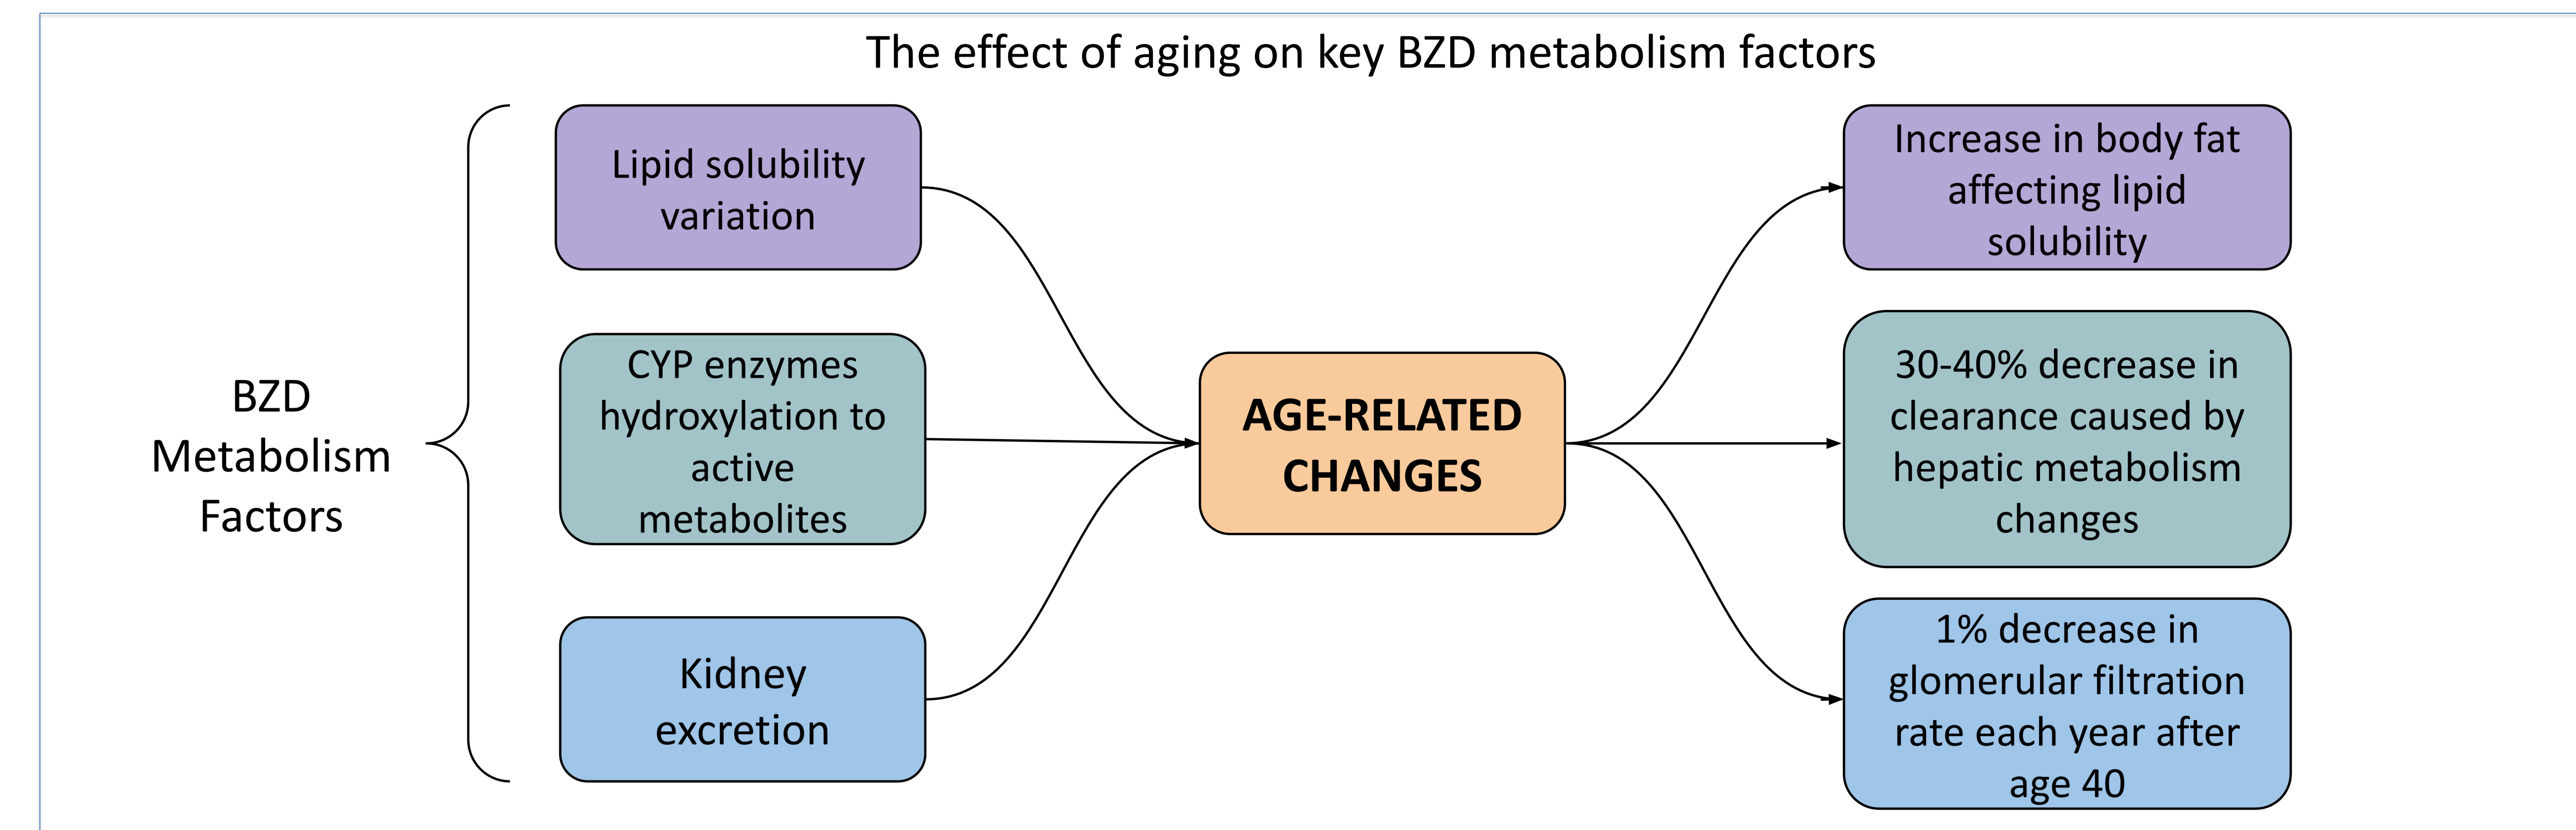 The effect of aging on key BZD metabolism factors
BZD
Metabolism
Factors
Lipid solubility
variation
CYP enzymes
hydroxylation to
active
metabolites
Kidney
excretion
AGE-RELATED
CHANGES
Increase in body fat
affecting lipid
solubility
30-40% decrease in
clearance caused by
hepatic metabolism
changes
1% decrease in
glomerular filtration
rate each year after
age 40